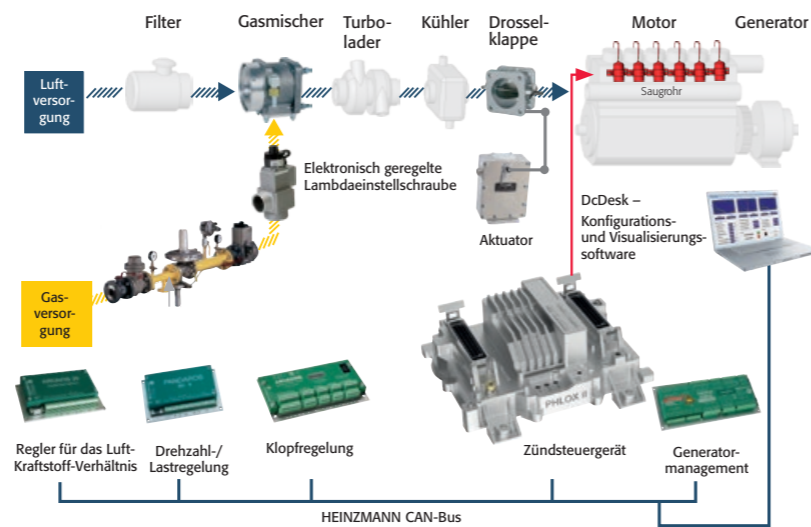 Filter
Gasmischer
Turbo-
lader
Kühler
Drossel-
klappe
Motor
Generator
Luft-
ver-
sorgung
Saugrohr
Elektronisch geregelte
Lambdaeinstellschraube
Aktuator
DcDesk –
Konfigurations-
und Visualisierungs-
software
Gas-
versor-
gung
PHLOX II
Regler für das Luft-
Kraftstoff-Verhältnis
Drehzahl-/
Lastregelung
Klopfregelung
Zündsteuergerät
Generator-
management
HEINZMANN CAN-Bus